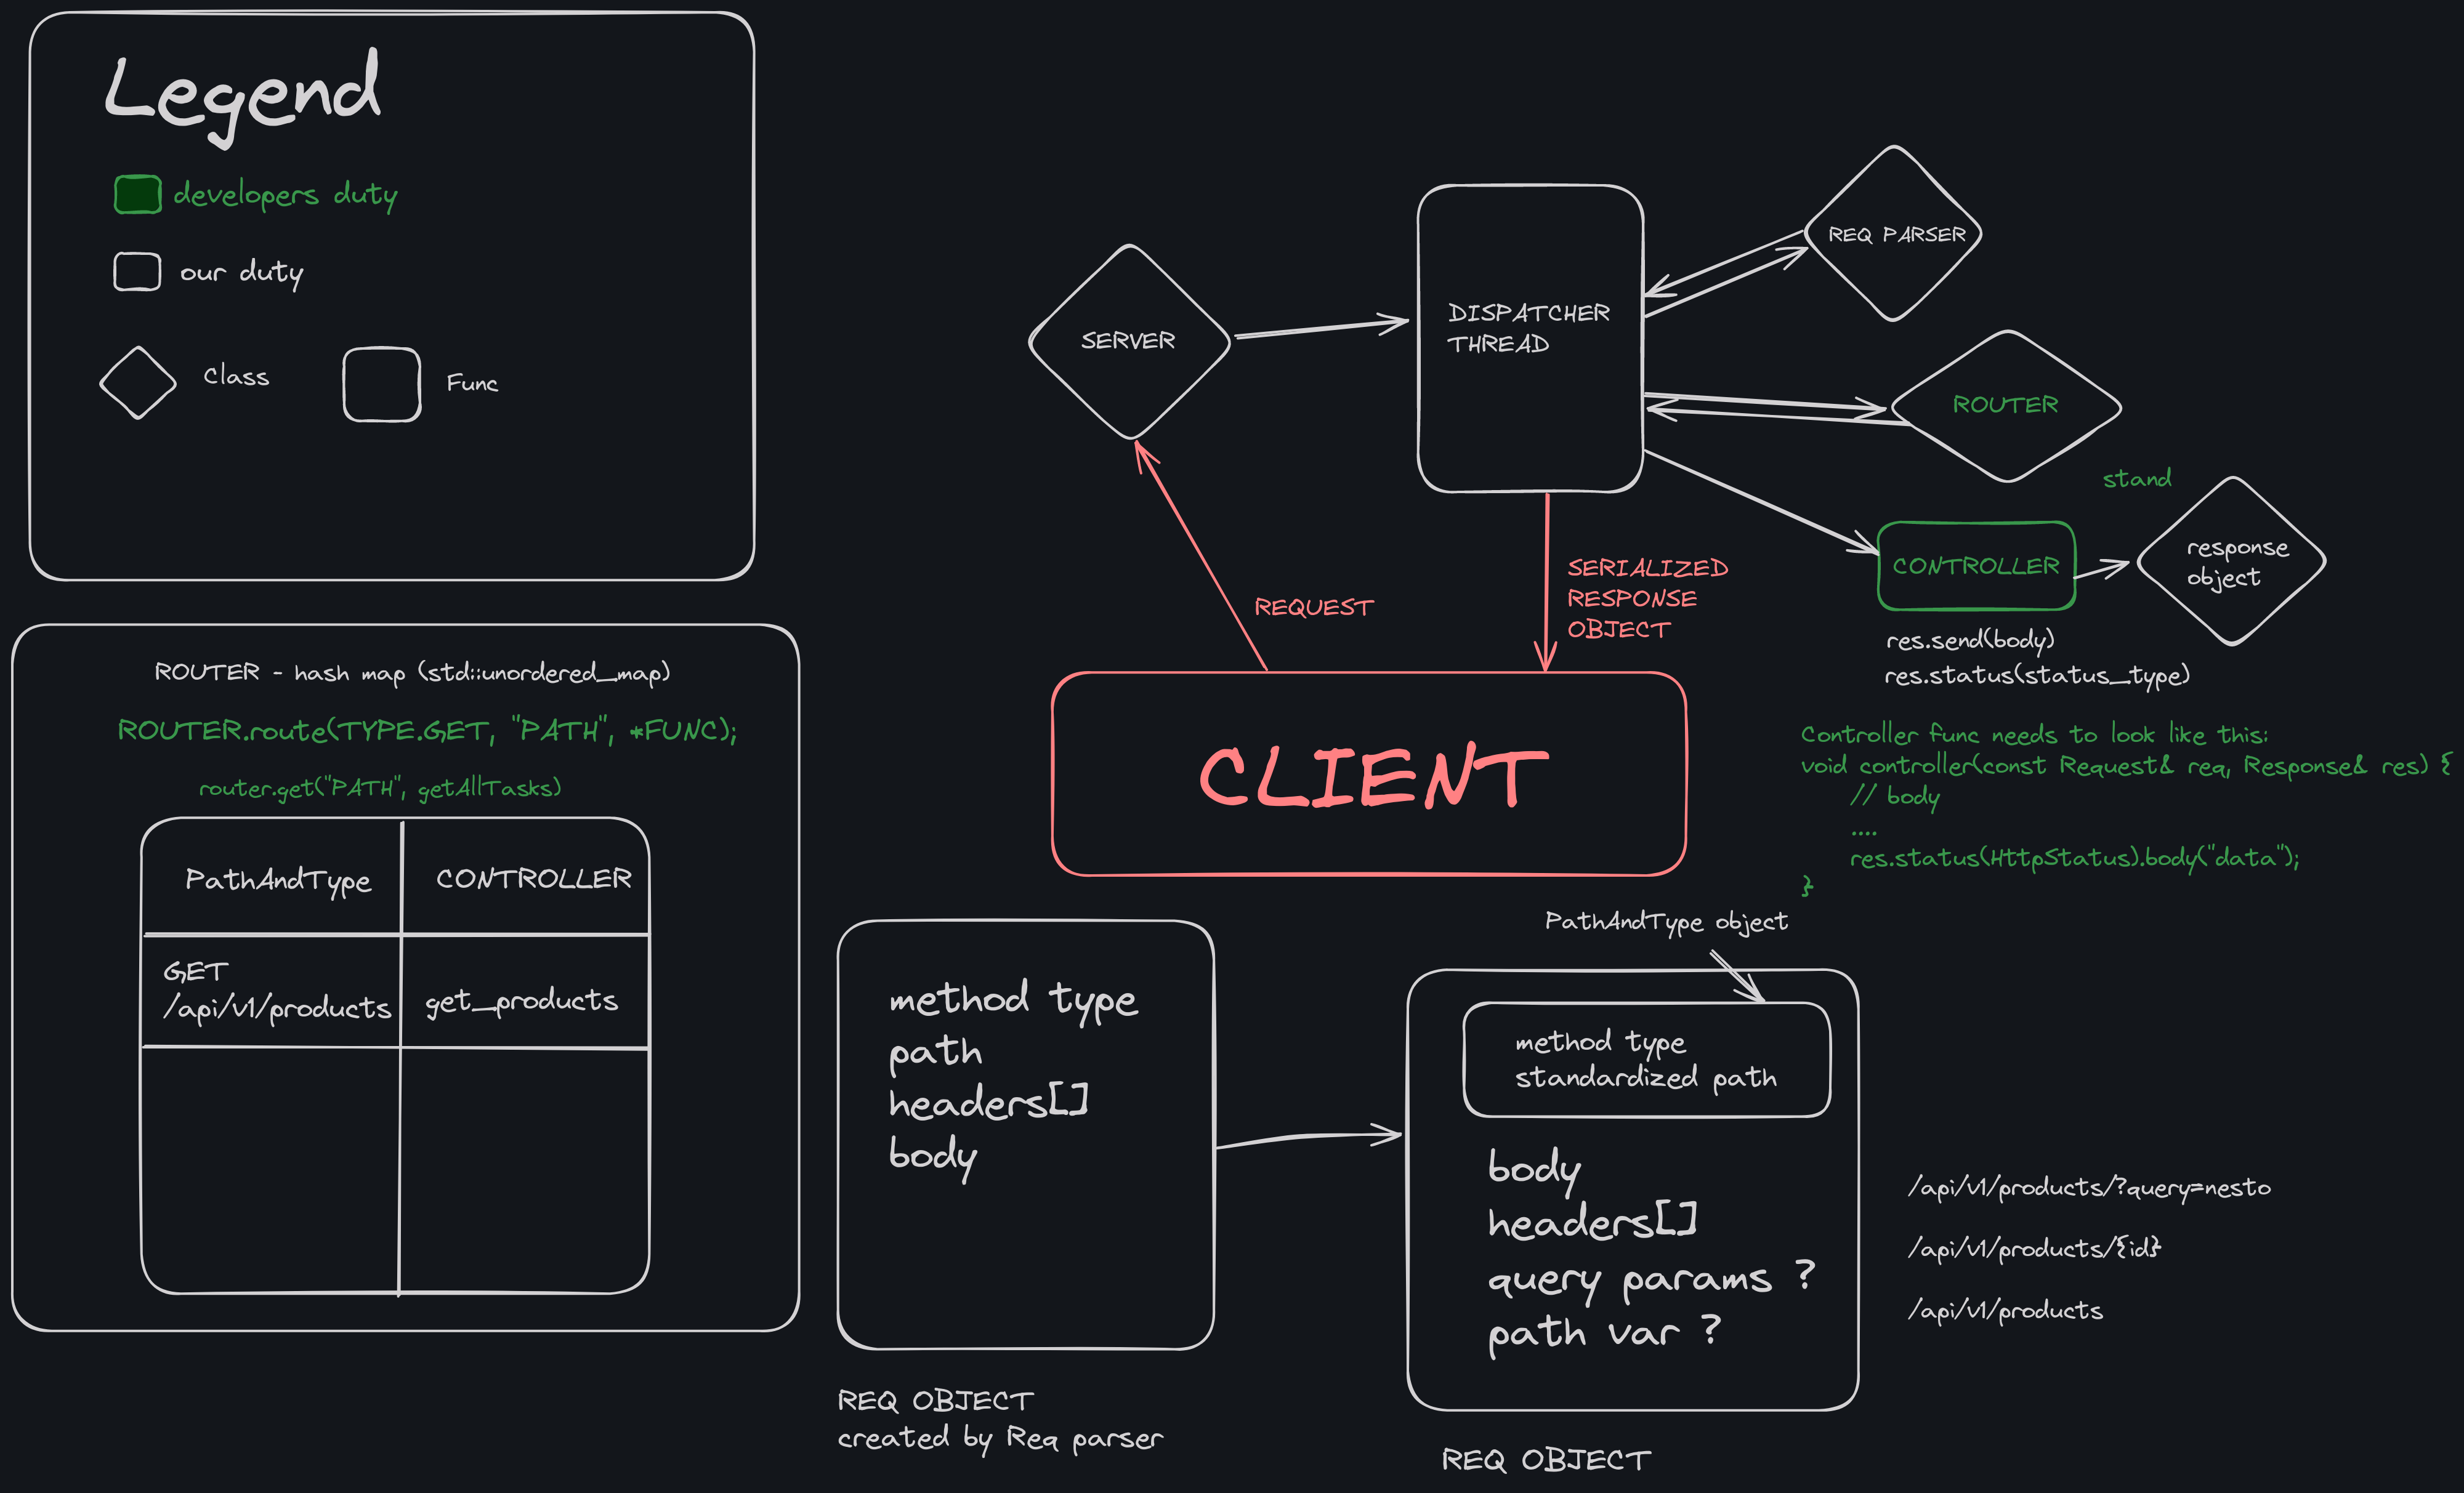 Legend
developers duty
our duty
Class
Func
SERVER
DISPATCHER
THREAD
REQ PARSER
ROUTER
stand
CONTROLLER
response
object
res.send(body)
res.status(status_type)
REQUEST
SERIALIZED
RESPONSE
OBJECT
CLIENT
Controller func needs to look like this:
void controller(const Request& req, Response& res) {
// body
....
res.status(HttpStatus).body("data");
}
ROUTER - hash map (std::unordered_map)
ROUTER.route(TYPE.GET, "PATH", *FUNC);
router.get("PATH", getAllTasks)
PathAndType
CONTROLLER
GET
/api/v1/products
get_products
method type
path
headers[]
body
REQ OBJECT
created by Req parser
PathAndType object
method type
standardized path
body
headers[]
query params ?
path var ?
REQ OBJECT
/api/v1/products/?query=nesto
/api/v1/products/{id}
/api/v1/products